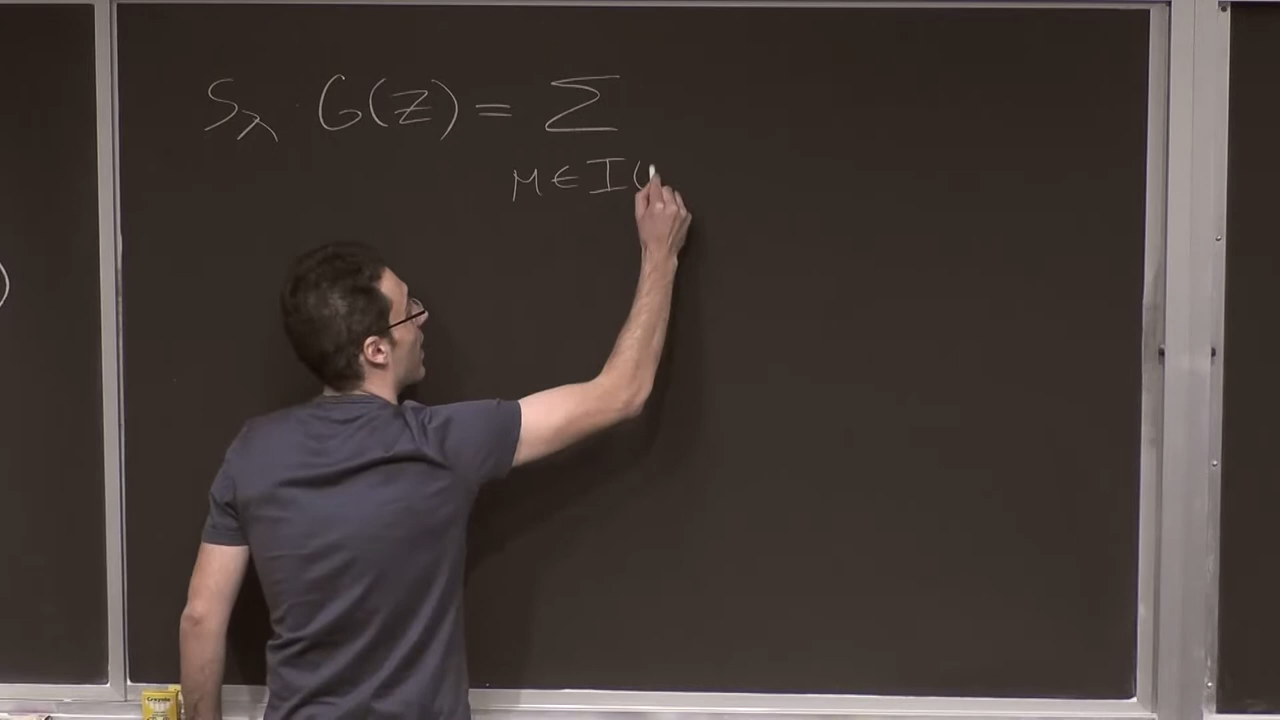 S_λ · G(z) = Σ
μ ∈ I (